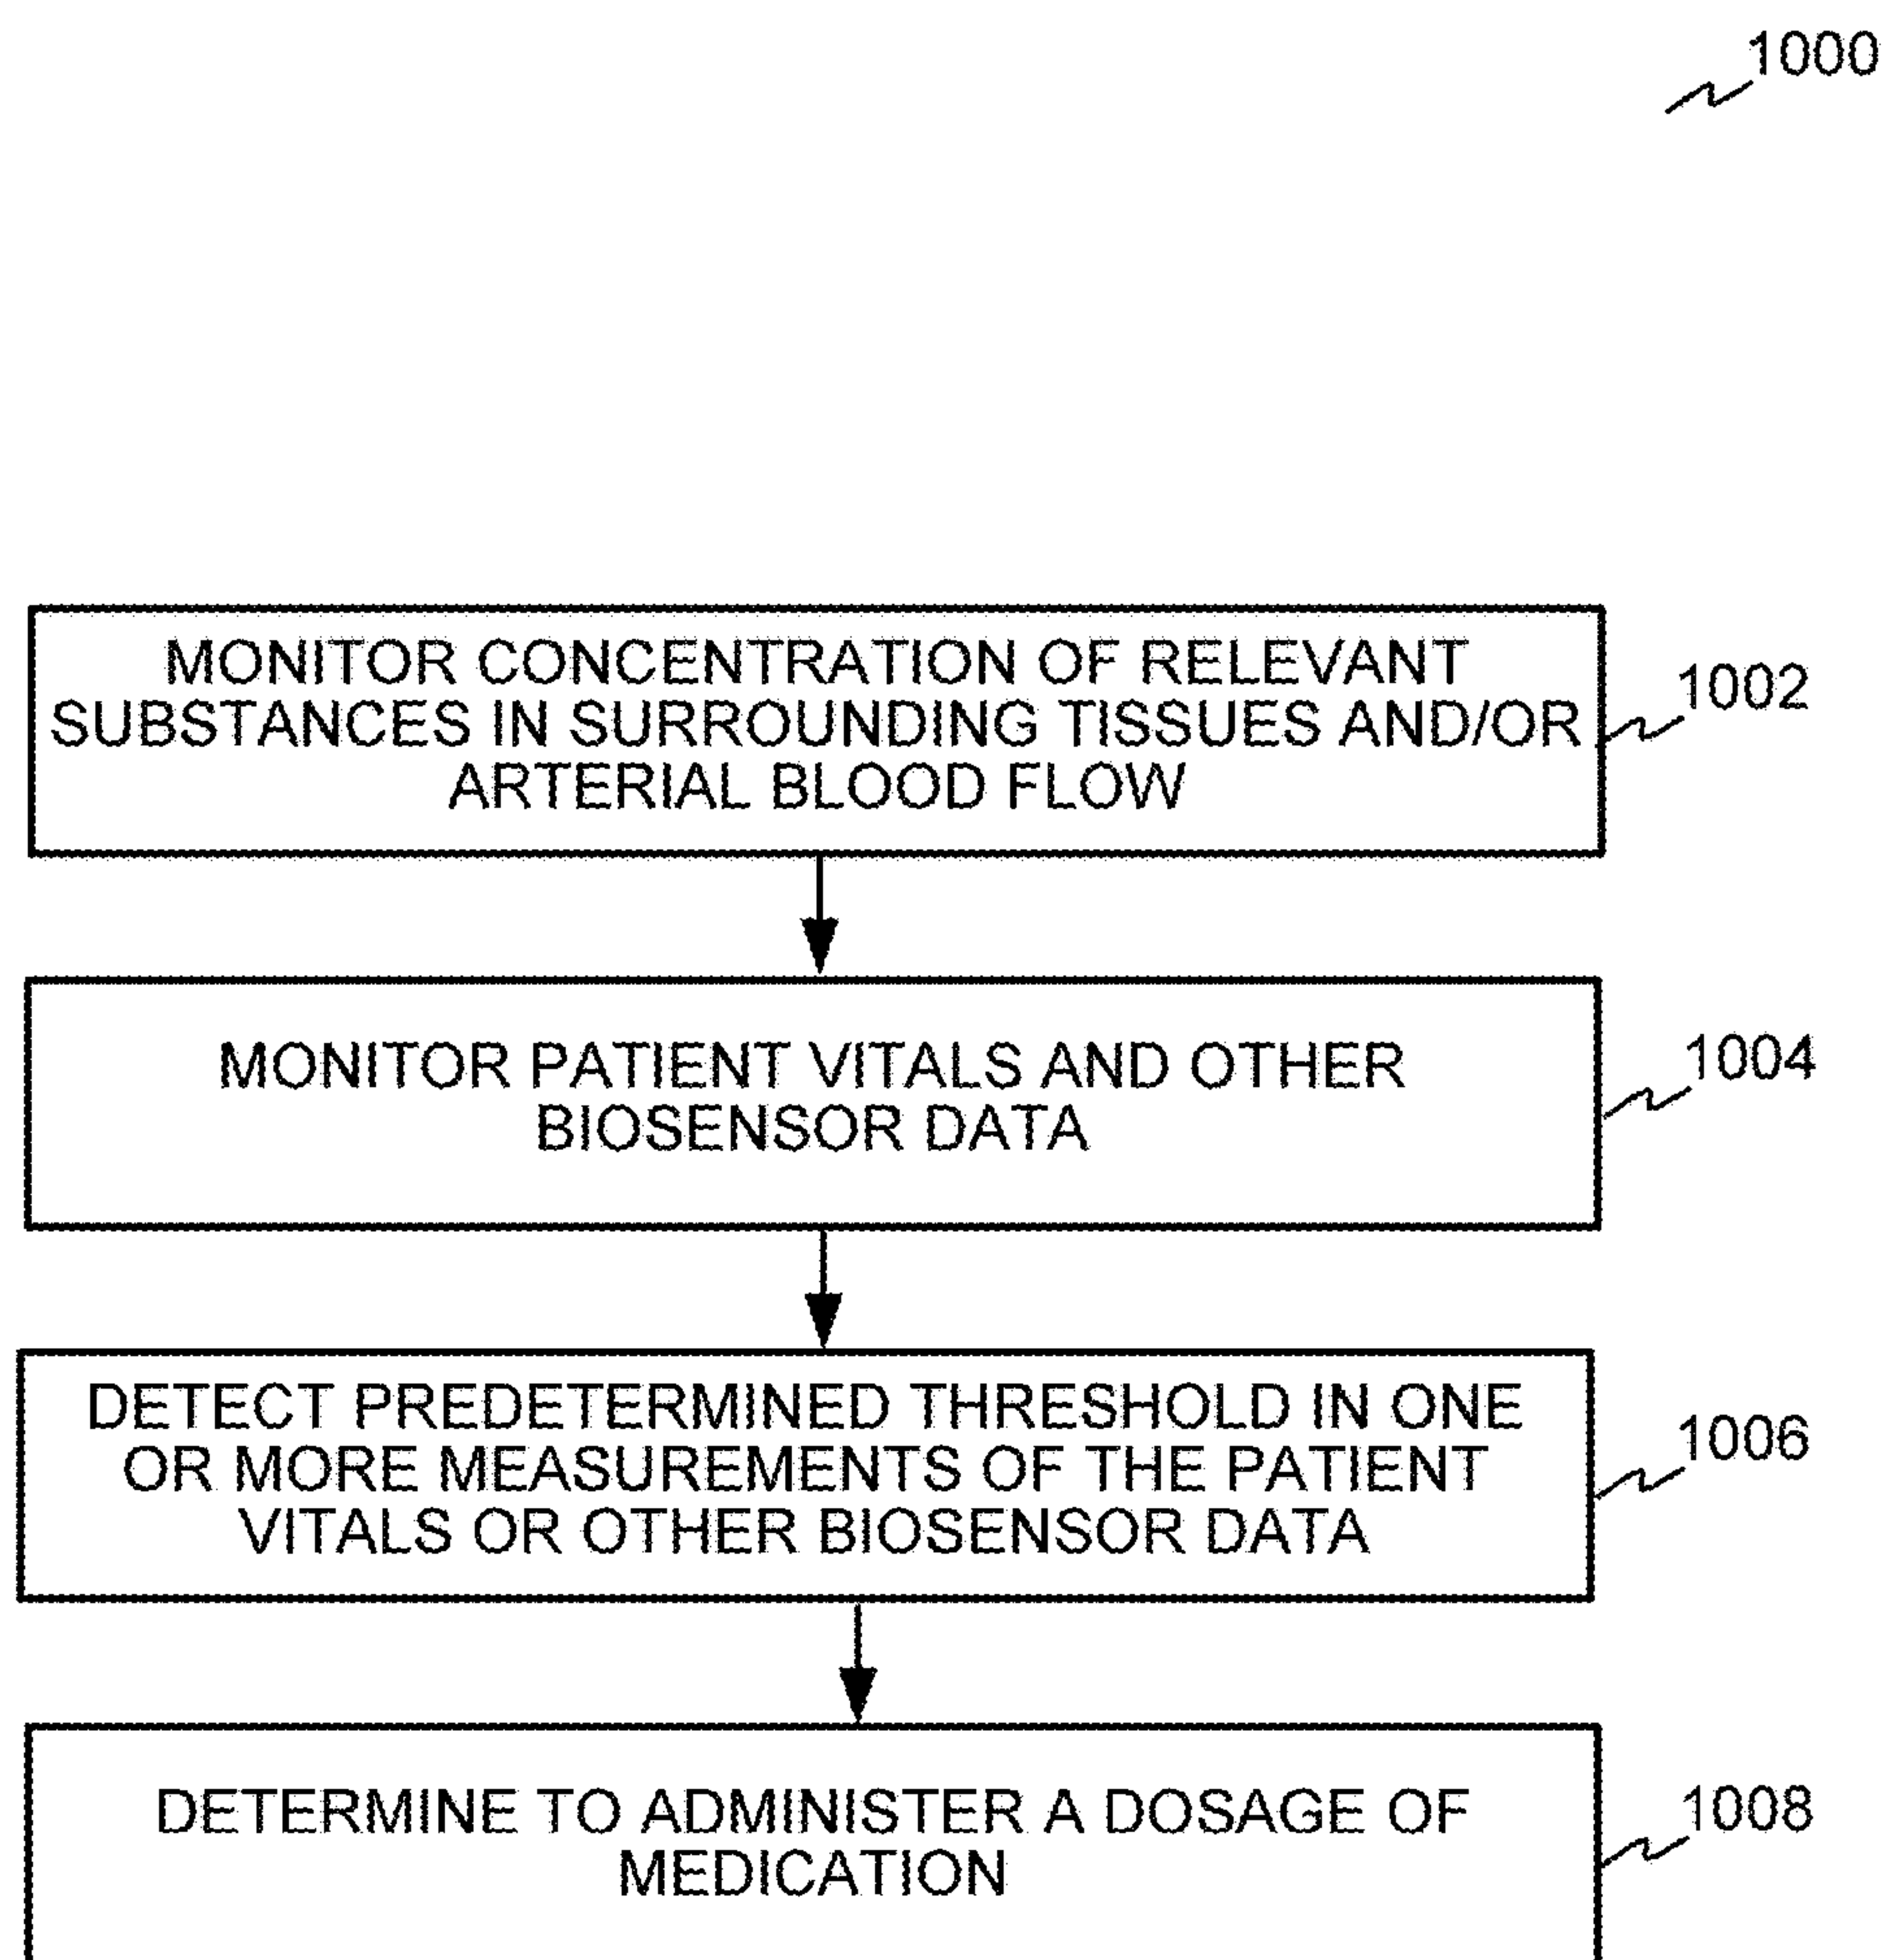 1000
MONITOR CONCENTRATION OF RELEVANT
SUBSTANCES IN SURROUNDING TISSUES AND/OR
ARTERIAL BLOOD FLOW
1002
MONITOR PATIENT VITALS AND OTHER
BIOSENSOR DATA
1004
DETECT PREDETERMINED THRESHOLD IN ONE
OR MORE MEASUREMENTS OF THE PATIENT
VITALS OR OTHER BIOSENSOR DATA
1006
DETERMINE TO ADMINISTER A DOSAGE OF
MEDICATION
1008